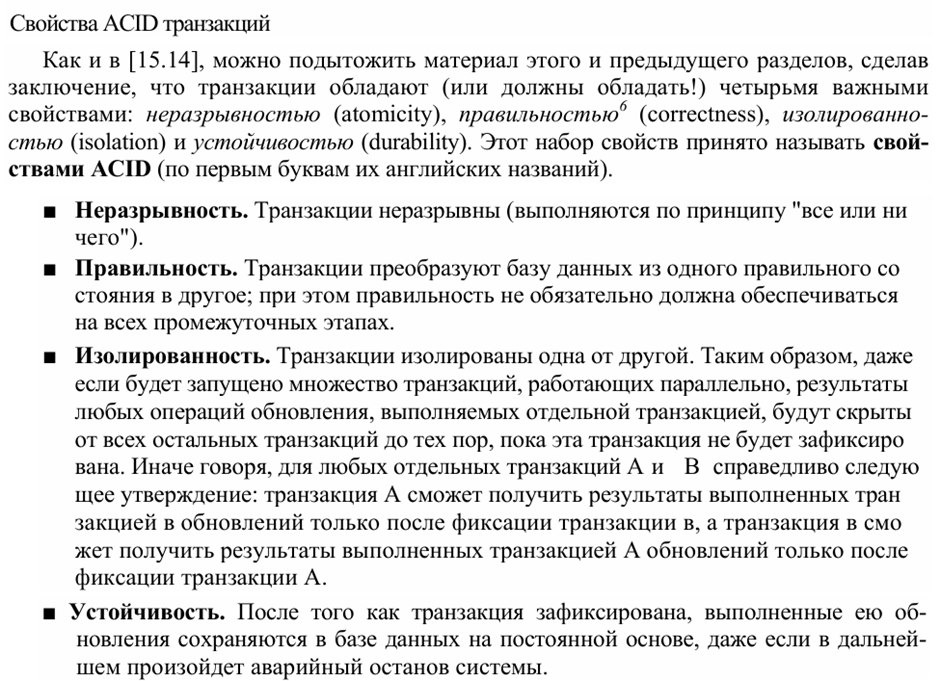 Свойства ACID транзакций
Как и в [15.14], можно подытожить материал этого и предыдущего разделов, сделав
заключение, что транзакции обладают (или должны обладать!) четырьмя важными
свойствами: неразрывностью (atomicity), правильностью⁶ (correctness), изолированно-
стью (isolation) и устойчивостью (durability). Этот набор свойств принято называть свой-
ствами ACID (по первым буквам их английских названий).
■ Неразрывность. Транзакции неразрывны (выполняются по принципу "все или ни
чего").
■ Правильность. Транзакции преобразуют базу данных из одного правильного со
стояния в другое; при этом правильность не обязательно должна обеспечиваться
на всех промежуточных этапах.
■ Изолированность. Транзакции изолированы одна от другой. Таким образом, даже
если будет запущено множество транзакций, работающих параллельно, результаты
любых операций обновления, выполняемых отдельной транзакцией, будут скрыты
от всех остальных транзакций до тех пор, пока эта транзакция не будет зафиксиро
вана. Иначе говоря, для любых отдельных транзакций А и В справедливо следую
щее утверждение: транзакция А сможет получить результаты выполненных тран
закцией в обновлений только после фиксации транзакции в, а транзакция в смо
жет получить результаты выполненных транзакцией А обновлений только после
фиксации транзакции А.
■ Устойчивость. После того как транзакция зафиксирована, выполненные ею об-
новления сохраняются в базе данных на постоянной основе, даже если в дальней-
шем произойдет аварийный останов системы.